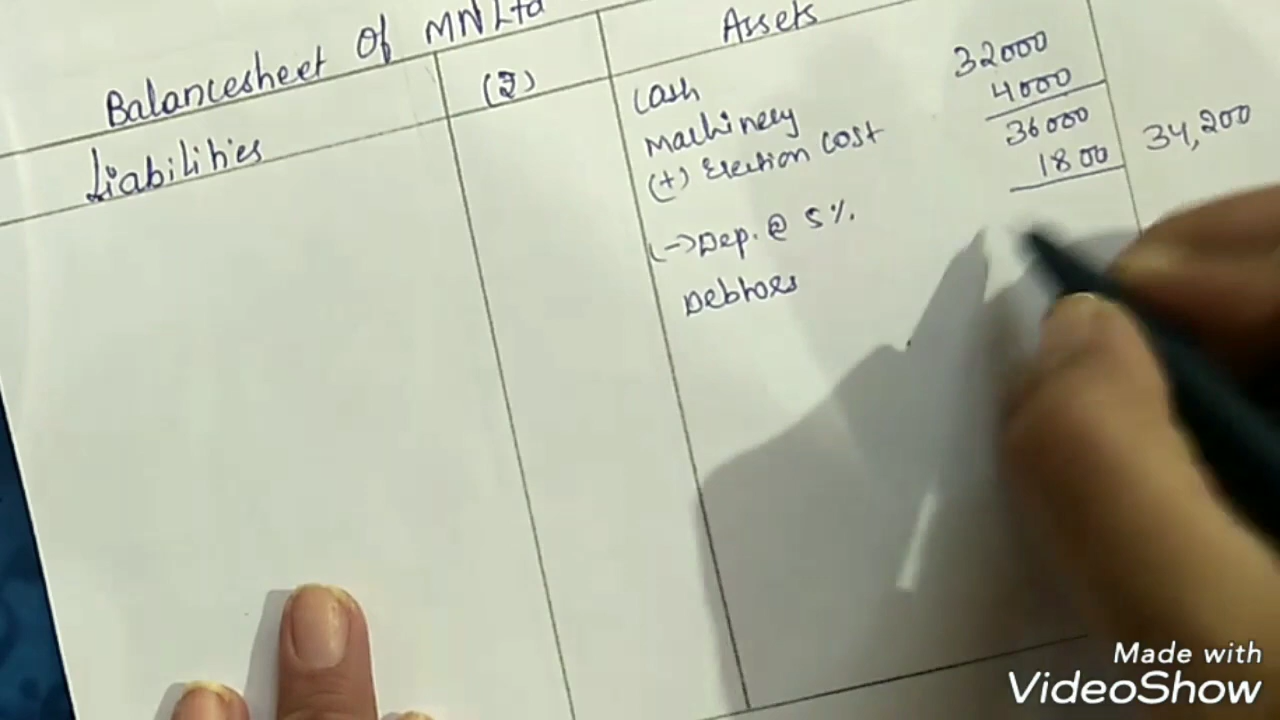 Balancesheet Of MN Ltd
Liabilities (₹) Assets
Cash
Machinery 32000
(+) Erection cost 4000
36000
(-) Dep. @ 5% 1800 34,200
Debtors
Made with
VideoShow